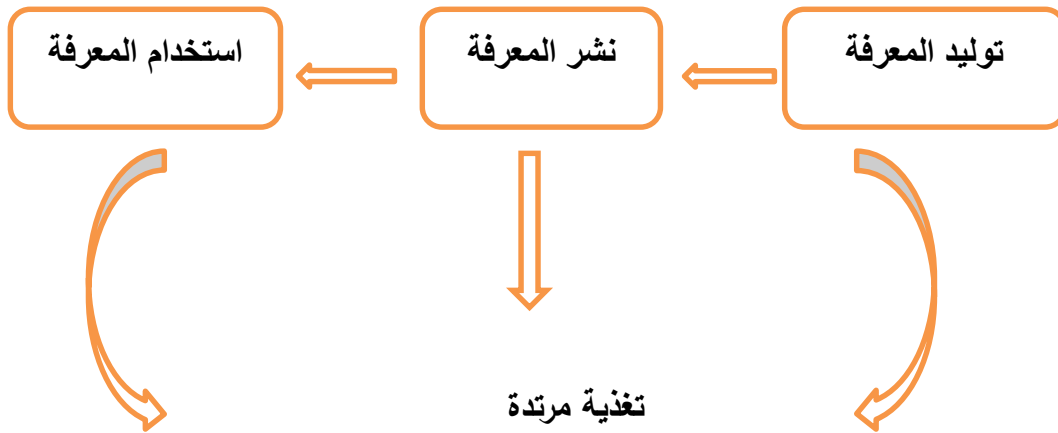 توليد المعرفة
نشر المعرفة
استخدام المعرفة
تغذية مرتدة